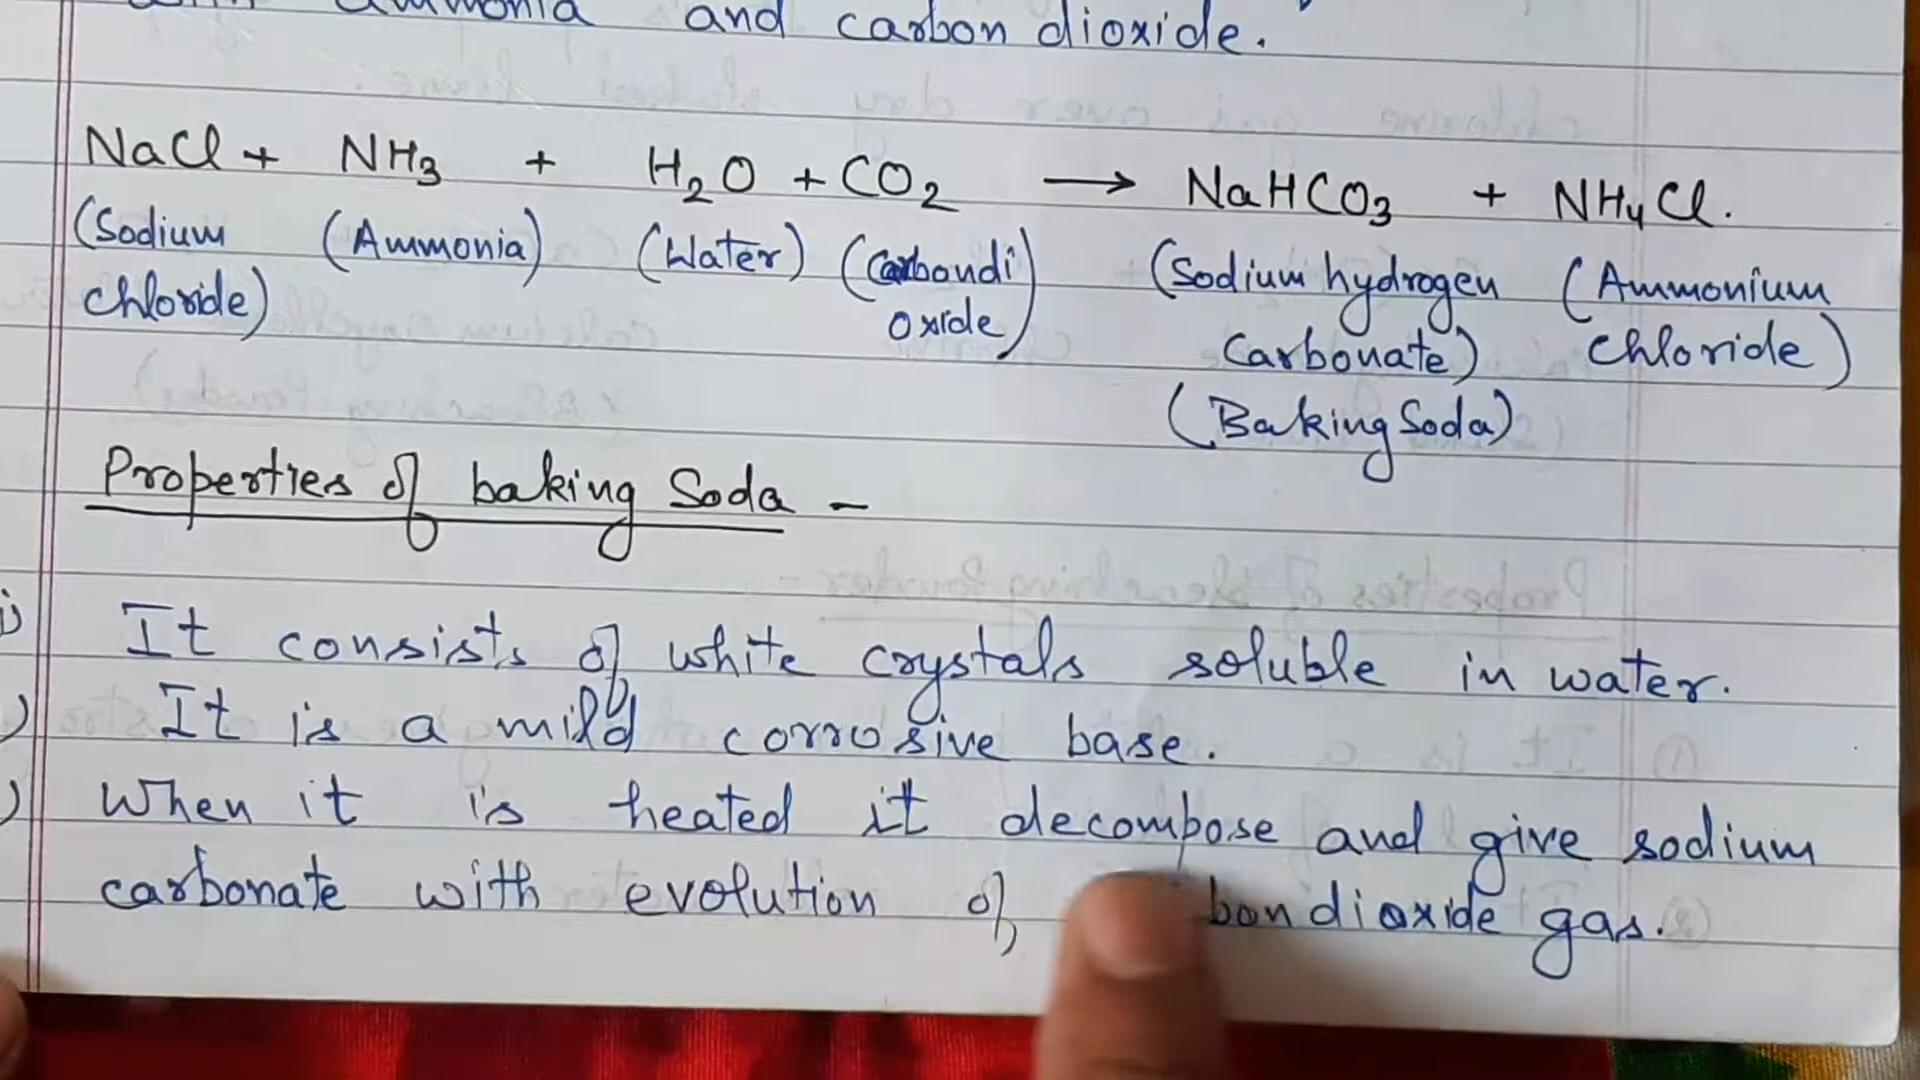 ammonia and carbon dioxide.
NaCl + NH3 + H2O + CO2 → NaHCO3 + NH4Cl.
(Sodium (Ammonia) (Water) (Carbondi (Sodium hydrogen (Ammonium
chloride) oxide) Carbonate) chloride)
(Baking Soda)
Properties of baking Soda -
i) It consists of white crystals soluble in water.
) It is a mild corrosive base.
) When it is heated it decompose and give sodium
carbonate with evolution of bondioxide gas.